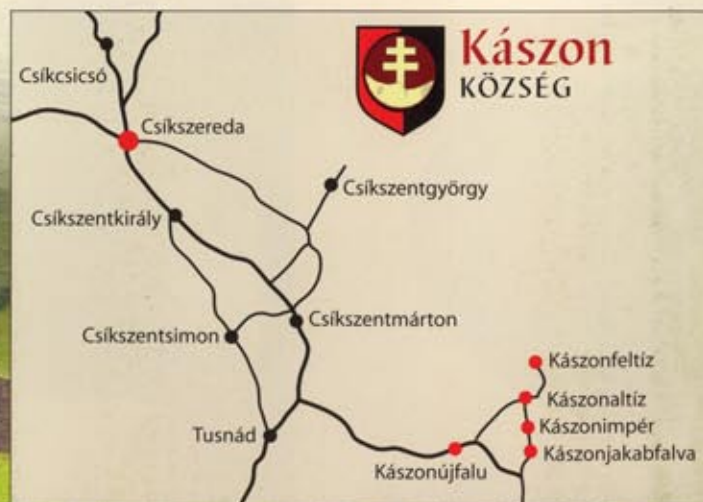 Kászon
KÖZSÉG
Csíkcsicsó
Csíkszereda
Csíkszentgyörgy
Csíkszentkirály
Csíkszentmárton
Csíkszentsimon
Kászonfeltíz
Kászonaltíz
Kászonimpér
Kászonjakabfalva
Tusnád
Kászonújfalu